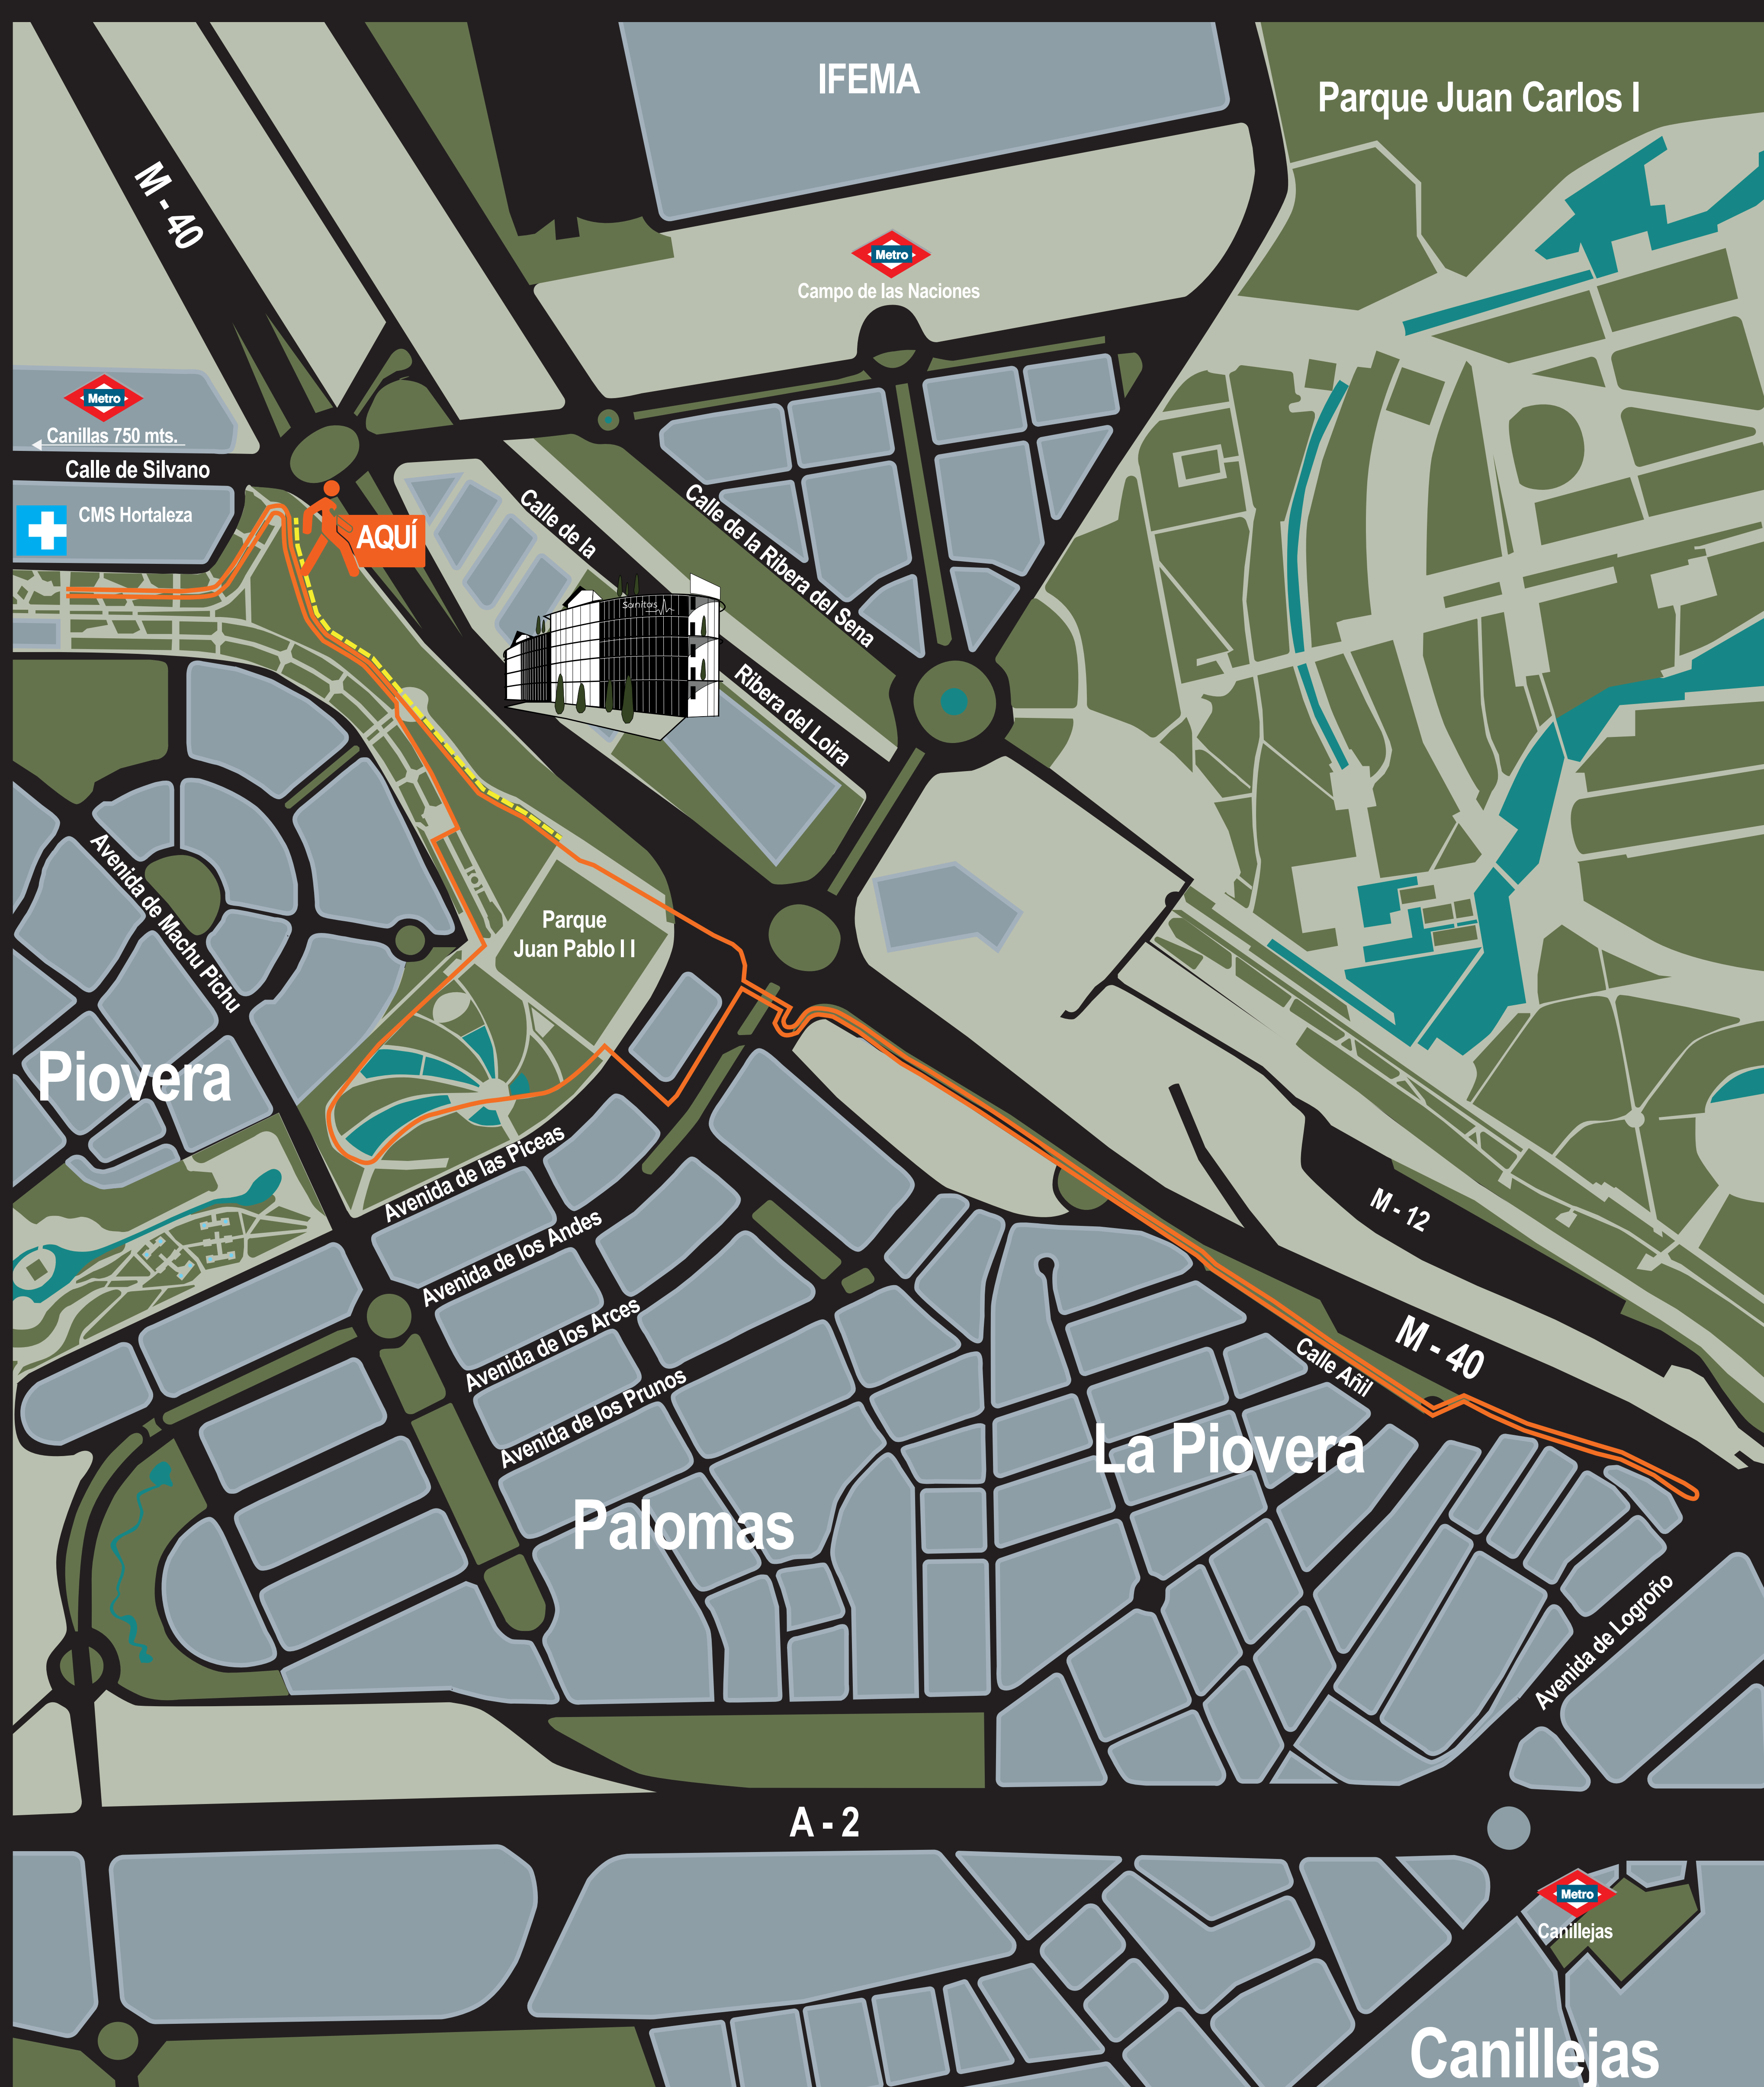 IFEMA
Parque Juan Carlos I
M - 40
Metro
Campo de las Naciones
Metro
Canillas 750 mts.
Calle de Silvano
CMS Hortaleza
AQUÍ
Calle de la
Ribera del Loira
Calle de la Ribera del Sena
Sanitas
Avenida de Machu Pichu
Parque
Juan Pablo I I
Piovera
Avenida de las Piceas
Avenida de los Andes
Avenida de los Arces
Avenida de los Prunos
M - 12
M - 40
Calle Añil
La Piovera
Palomas
Avenida de Logroño
A - 2
Metro
Canillejas
Canillejas